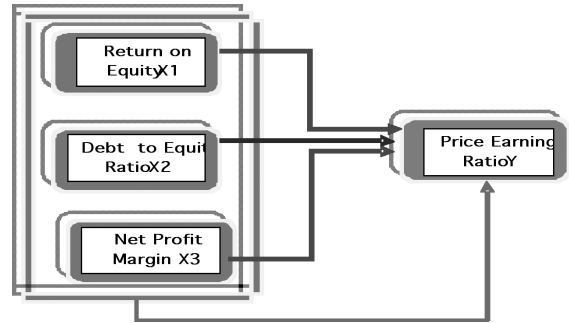 Return on
EquityX1
Debt to Equit
RatioX2
Net Profit
Margin X3
Price Earning
RatioY